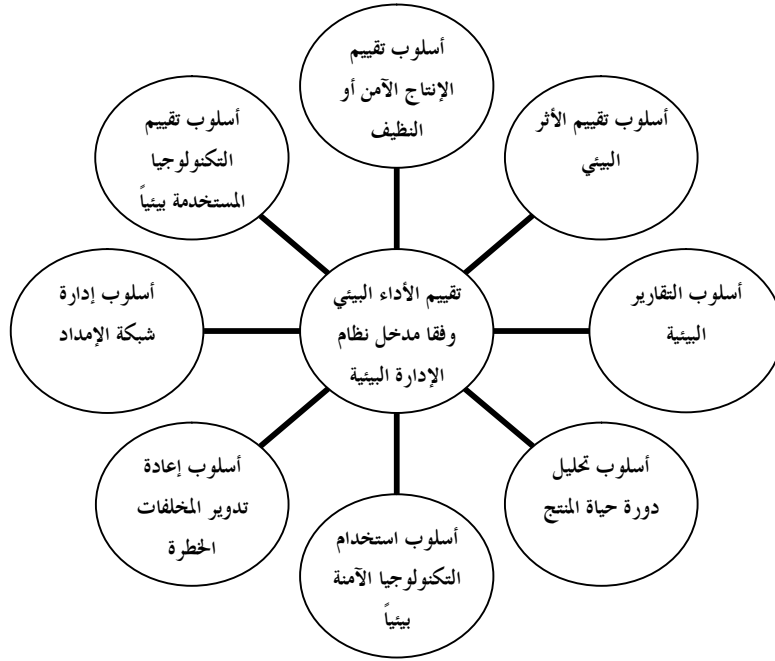 أسلوب تقييم
الإنتاج الآمن أو
النظيف
أسلوب تقييم الأثر
البيئي
أسلوب التقارير
البيئية
أسلوب تحليل
دورة حياة المنتج
أسلوب استخدام
التكنولوجيا الآمنة
بيئياً
أسلوب إعادة
تدوير المخلفات
الخطرة
أسلوب إدارة
شبكة الإمداد
أسلوب تقييم
التكنولوجيا
المستخدمة بيئياً
تقييم الأداء البيئي
وفقا مدخل نظام
الإدارة البيئية